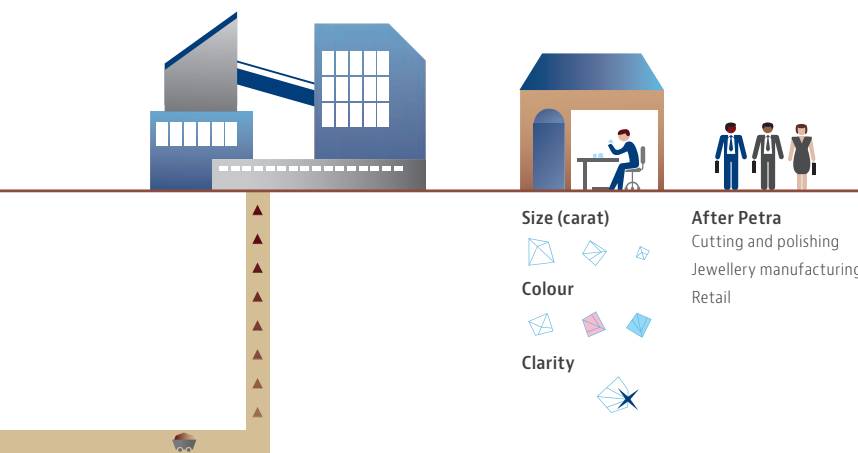 Size (carat)
Colour
Clarity
After Petra
Cutting and polishing
Jewellery manufacturing
Retail